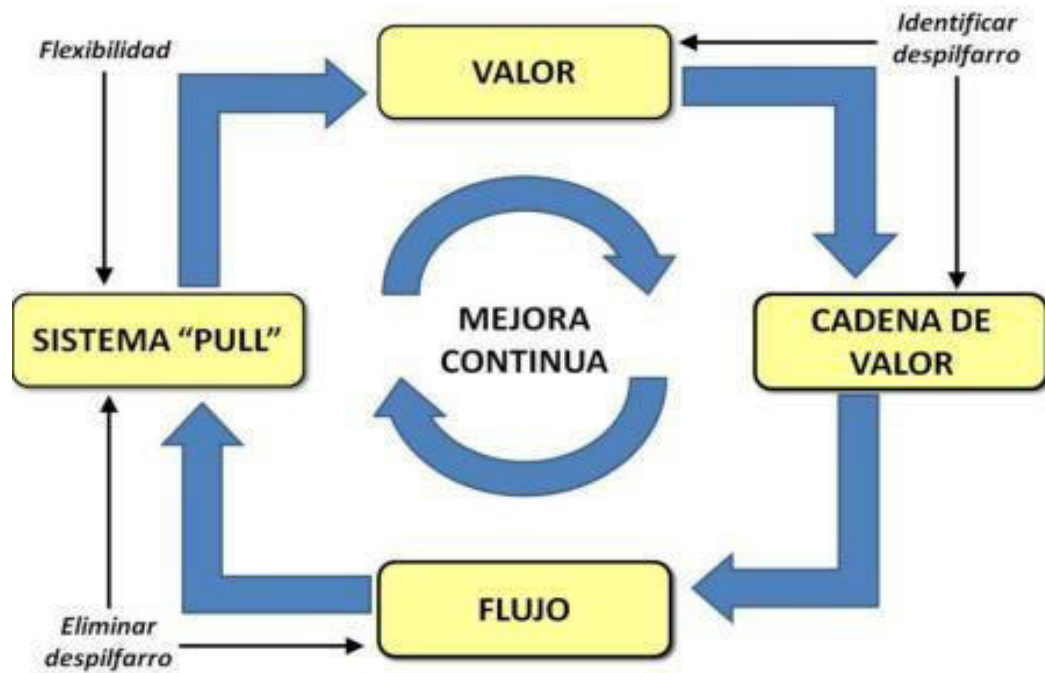 Flexibilidad
VALOR
Identificar
despilfarro
SISTEMA “PULL”
MEJORA
CONTINUA
CADENA DE
VALOR
FLUJO
Eliminar
despilfarro